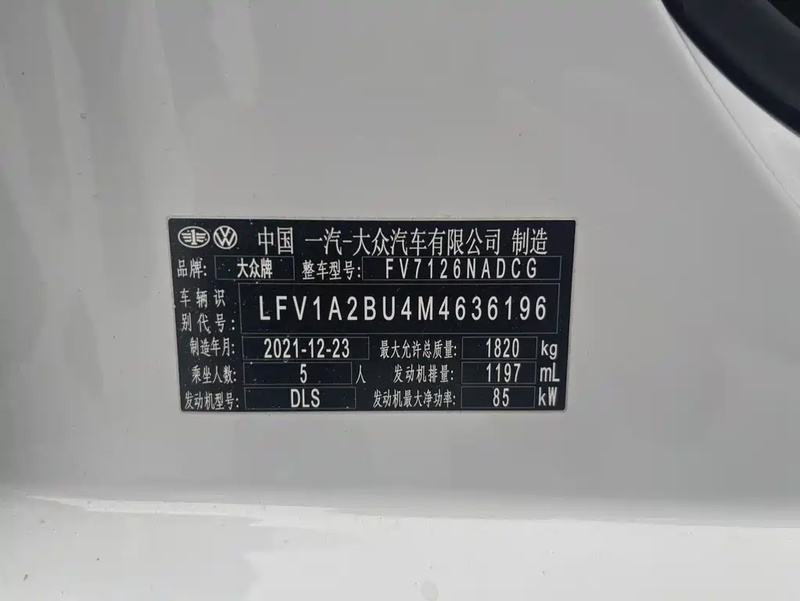 中国 一汽-大众汽车有限公司 制造
品牌: 大众牌 整车型号: FV7126NADCG
车辆识别代号: LFV1A2BU4M4636196
制造年月: 2021-12-23 最大允许总质量: 1820 kg
乘坐人数: 5 人 发动机排量: 1197 mL
发动机型号: DLS 发动机最大净功率: 85 kW